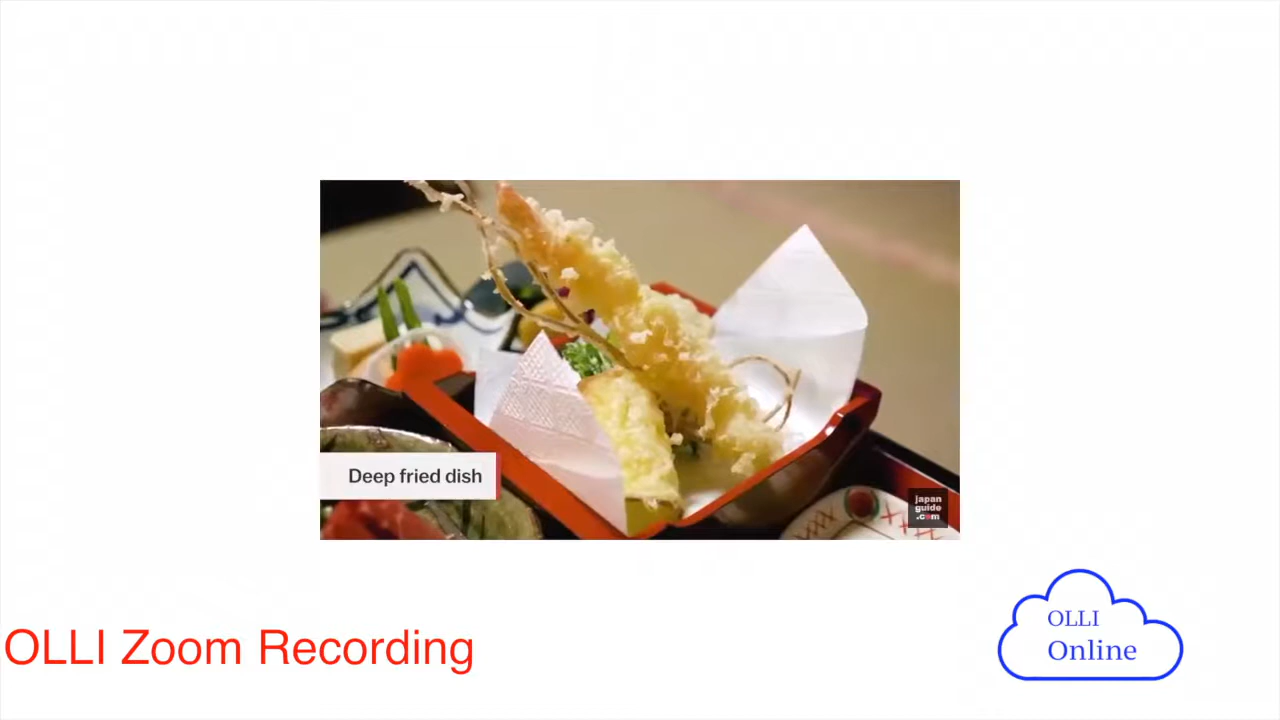 Deep fried dish
japan
guide
.com
OLLI Zoom Recording
OLLI
Online